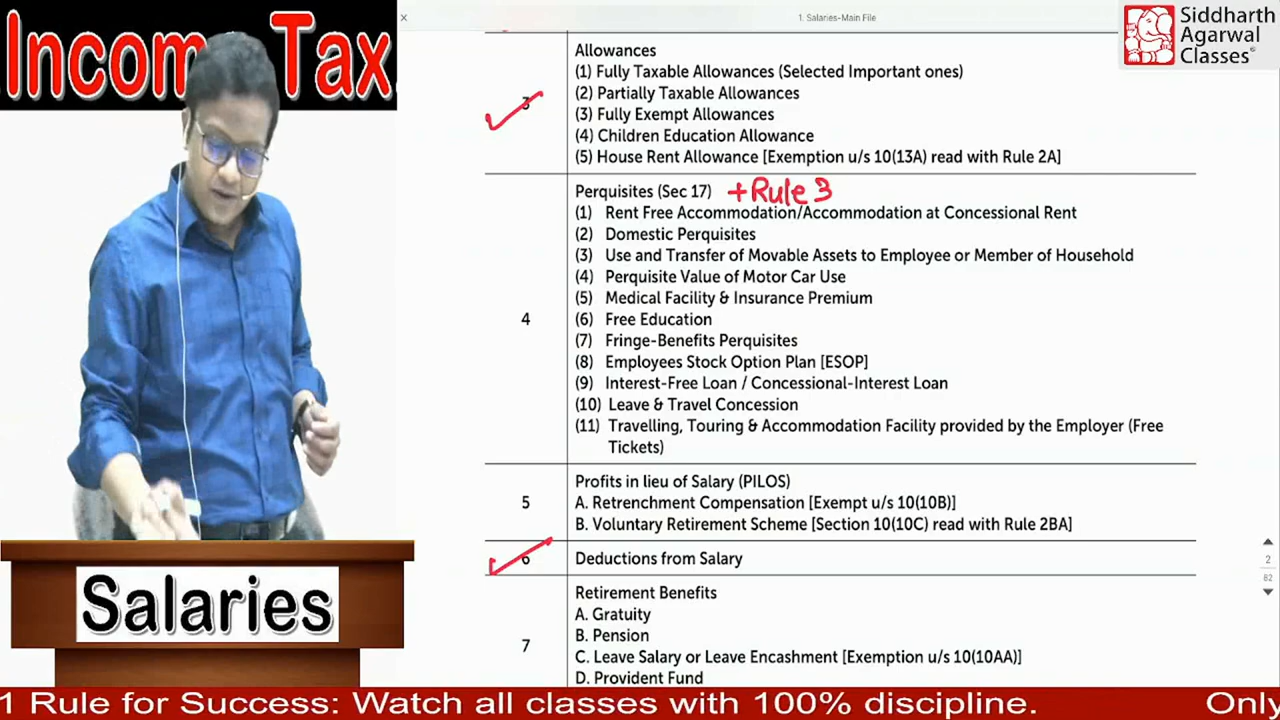 Income Tax
1. Salaries-Main File
Siddharth
Agarwal
Classes
Allowances
(1) Fully Taxable Allowances (Selected Important ones)
(2) Partially Taxable Allowances
3
(3) Fully Exempt Allowances
(4) Children Education Allowance
(5) House Rent Allowance [Exemption u/s 10(13A) read with Rule 2A]
Perquisites (Sec 17) + Rule 3
(1) Rent Free Accommodation/Accommodation at Concessional Rent
(2) Domestic Perquisites
(3) Use and Transfer of Movable Assets to Employee or Member of Household
(4) Perquisite Value of Motor Car Use
(5) Medical Facility & Insurance Premium
4
(6) Free Education
(7) Fringe-Benefits Perquisites
(8) Employees Stock Option Plan [ESOP]
(9) Interest-Free Loan / Concessional-Interest Loan
(10) Leave & Travel Concession
(11) Travelling, Touring & Accommodation Facility provided by the Employer (Free
Tickets)
Profits in lieu of Salary (PILOS)
5
A. Retrenchment Compensation [Exempt u/s 10(10B)]
B. Voluntary Retirement Scheme [Section 10(10C) read with Rule 2BA]
6 Deductions from Salary
Retirement Benefits
A. Gratuity
B. Pension
7
C. Leave Salary or Leave Encashment [Exemption u/s 10(10AA)]
D. Provident Fund
2
82
Salaries
1 Rule for Success: Watch all classes with 100% discipline. Only